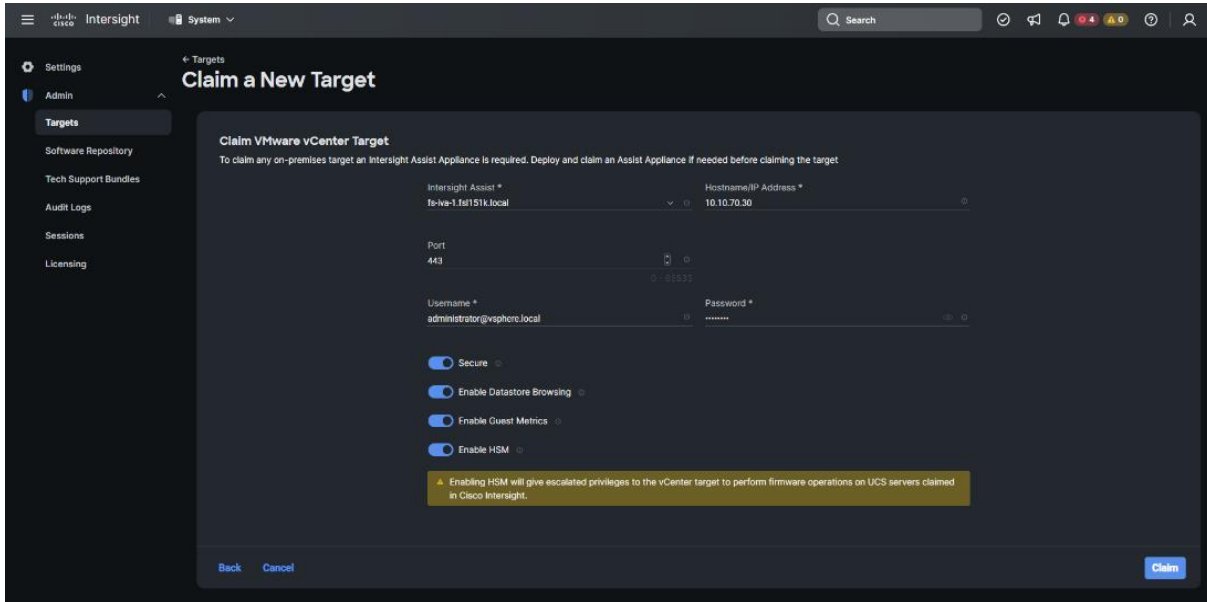 cisco Intersight System Search 4 0
Settings
Admin
Targets
Software Repository
Tech Support Bundles
Audit Logs
Sessions
Licensing
← Targets
Claim a New Target
Claim VMware vCenter Target
To claim any on-premises target an Intersight Assist Appliance is required. Deploy and claim an Assist Appliance if needed before claiming the target
Intersight Assist * Hostname/IP Address *
fs-iva-1.fsl151k.local 10.10.70.30
Port
443
0 - 65535
Username * Password *
administrator@vsphere.local ••••••••
Secure
Enable Datastore Browsing
Enable Guest Metrics
Enable HSM
Enabling HSM will give escalated privileges to the vCenter target to perform firmware operations on UCS servers claimed
in Cisco Intersight.
Back Cancel Claim